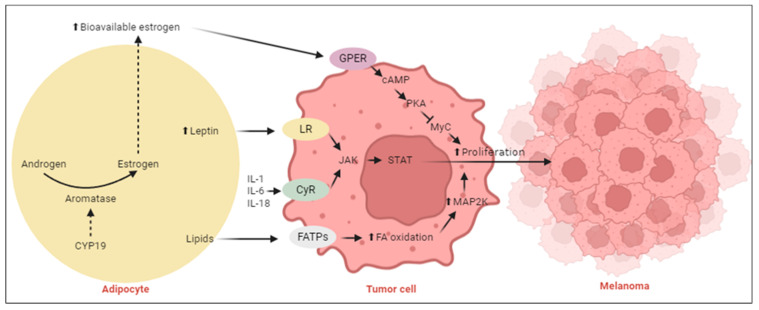 ⬆Bioavailable estrogen
GPER
cAMP
PKA
MyC
⬆Leptin
LR
⬆Proliferation
Androgen
Estrogen
JAK
STAT
IL-1
IL-6
IL-18
CyR
Aromatase
⬆MAP2K
CYP19
Lipids
FATPs
⬆FA oxidation
Adipocyte
Tumor cell
Melanoma